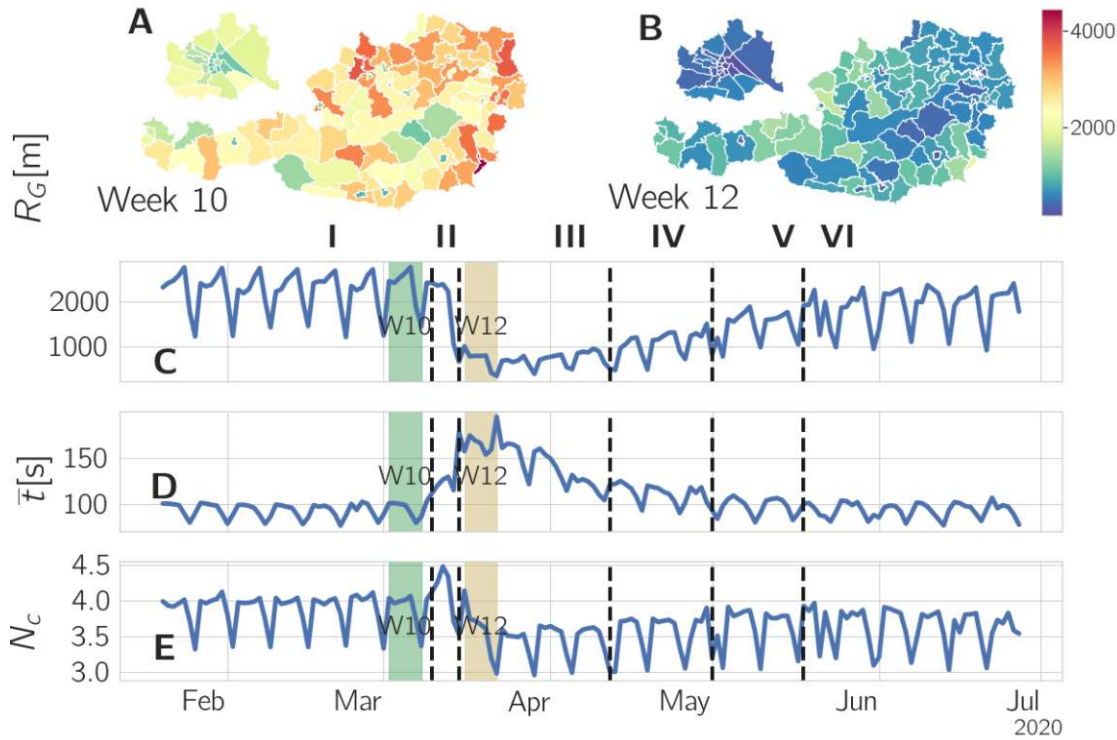 A
B
4000
2000
R_G [m]
Week 10
Week 12
I II III IV V VI
2000
1000
W10
W12
C
t̄[s]
150
100
W10
W12
D
N_c
4.5
4.0
3.5
3.0
W10
W12
E
Feb Mar Apr May Jun Jul
2020